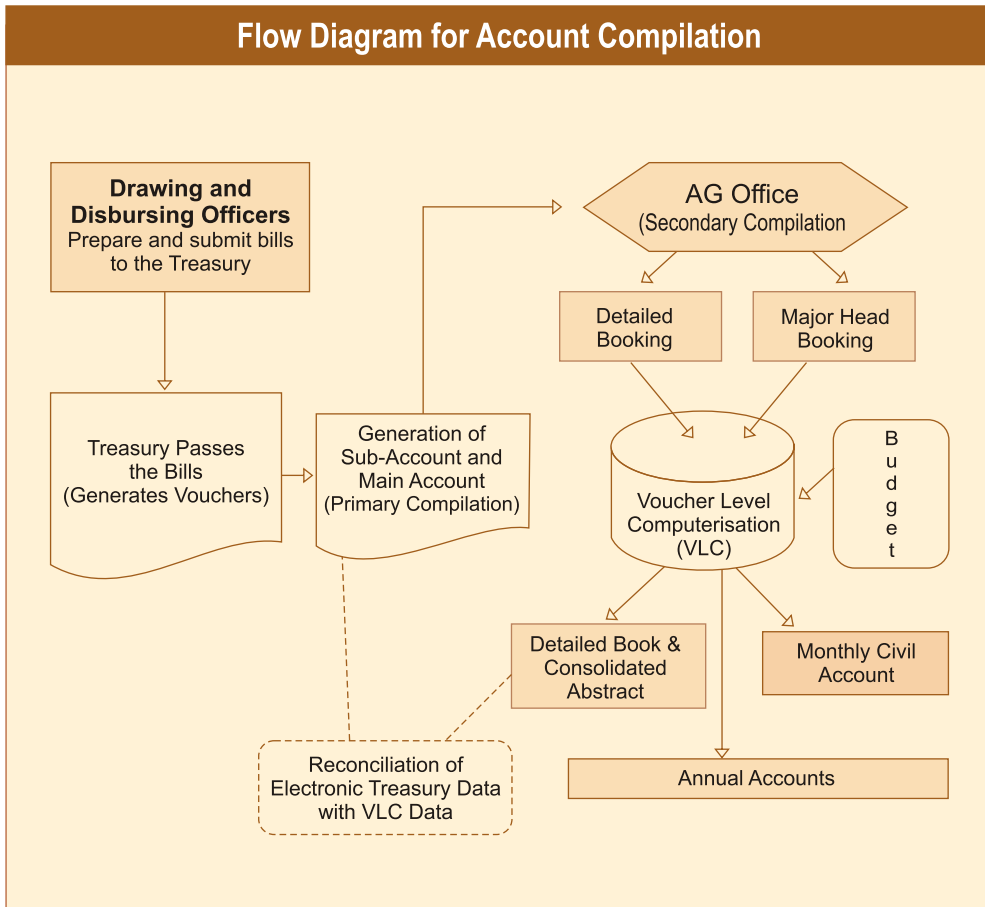 Flow Diagram for Account Compilation
Drawing and
Disbursing Officers
Prepare and submit bills
to the Treasury
AG Office
(Secondary Compilation
Detailed
Booking
Major Head
Booking
Treasury Passes
the Bills
(Generates Vouchers)
Generation of
Sub-Account and
Main Account
(Primary Compilation)
Voucher Level
Computerisation
(VLC)
B
u
d
g
e
t
Detailed Book &
Consolidated
Abstract
Monthly Civil
Account
Reconciliation of
Electronic Treasury Data
with VLC Data
Annual Accounts